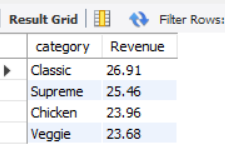 Result Grid Filter Rows:
category Revenue
Classic 26.91
Supreme 25.46
Chicken 23.96
Veggie 23.68